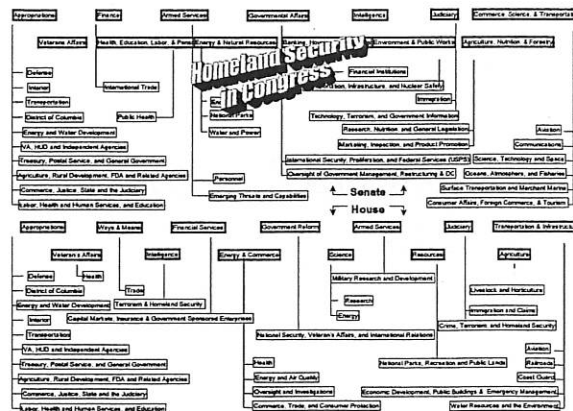 Appropriations
Finance
Armed Services
Governmental Affairs
Intelligence
Judiciary
Commerce Science & Transportat
Veterans Affairs
Health, Education, Labor, & Pens
Energy & Natural Resources
Banking,
Environment & Public Works
Agriculture, Nutrition & Forestry
Homeland Security
in Congress
Defense
Interior
Transportation
District of Columbia
Energy and Water Development
VA, HUD and Independent Agencies
Treasury, Postal Service, and General Government
Agriculture, Rural Development, FDA and Related Agencies
Commerce, Justice, State and the Judiciary
Labor, Health and Human Services, and Education
International Trade
Public Health
National Parks
Water and Power
Personnel
Emerging Threats and Capabilities
Financial Institutions
Infrastructure, and Nuclear Safety
Immigration
Technology, Terrorism, and Government Information
Research, Nutrition, and General Legislation
Marketing, Inspection, and Product Promotion
International Security, Proliferation, and Federal Services (USPS)
Oversight of Government Management, Restructuring & DC
Aviation
Communications
Science, Technology and Space
Oceans, Atmosphere, and Fisheries
Surface Transportation and Merchant Marine
Consumer Affairs, Foreign Commerce, & Tourism
Senate
House
Appropriations
Ways & Means
Financial Services
Government Reform
Armed Services
Judiciary
Transportation & Infrastruct
Veteran's Affairs
Intelligence
Energy & Commerce
Science
Resources
Agriculture
Defense
District of Columbia
Energy and Water Development
Interior
Transportation
VA, HUD and Independent Agencies
Treasury, Postal Service, and General Government
Agriculture, Rural Development, FDA and Related Agencies
Commerce, Justice, State and the Judiciary
Labor, Health and Human Services, and Education
Health
Trade
Terrorism & Homeland Security
Capital Markets, Insurance & Government Sponsored Enterprises
National Security, Veteran's Affairs, and International Relations
Health
Energy and Air Quality
Oversight and Investigations
Commerce, Trade, and Consumer Protection
Military Research and Development
Research
Energy
National Parks, Recreation and Public Lands
Livestock and Horticulture
Immigration and Claims
Crime, Terrorism, and Homeland Security
Aviation
Railroads
Coast Guard
Economic Development, Public Buildings & Emergency Management
Water Resources and the Environment